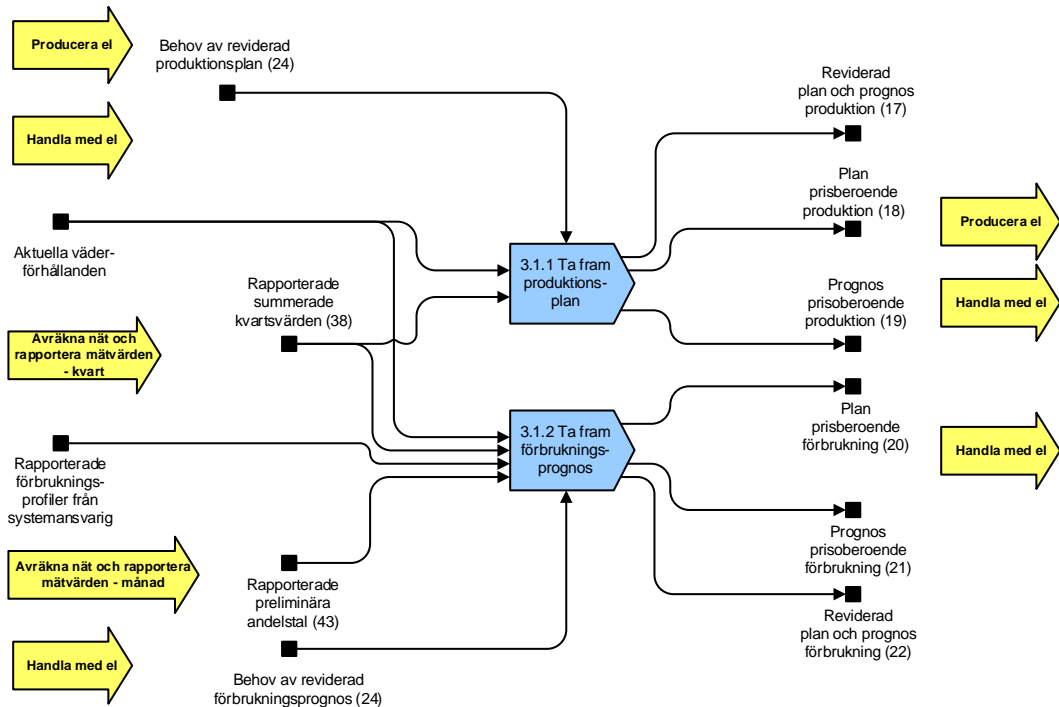 Producera el
Behov av reviderad
produktionsplan (24)
Handla med el
Aktuella väder-
förhållanden
Rapporterade
summerade
kvartsvärden (38)
Avräkna nät och
rapportera mätvärden
- kvart
Rapporterade
förbruknings-
profiler från
systemansvarig
Avräkna nät och rapportera
mätvärden - månad
Rapporterade
preliminära
andelstal (43)
Handla med el
Behov av reviderad
förbrukningsprognos (24)
3.1.1 Ta fram
produktions-
plan
3.1.2 Ta fram
förbruknings-
prognos
Reviderad
plan och prognos
produktion (17)
Plan
prisberoende
produktion (18)
Prognos
prisoberoende
produktion (19)
Plan
prisberoende
förbrukning (20)
Prognos
prisoberoende
förbrukning (21)
Reviderad
plan och prognos
förbrukning (22)
Producera el
Handla med el
Handla med el